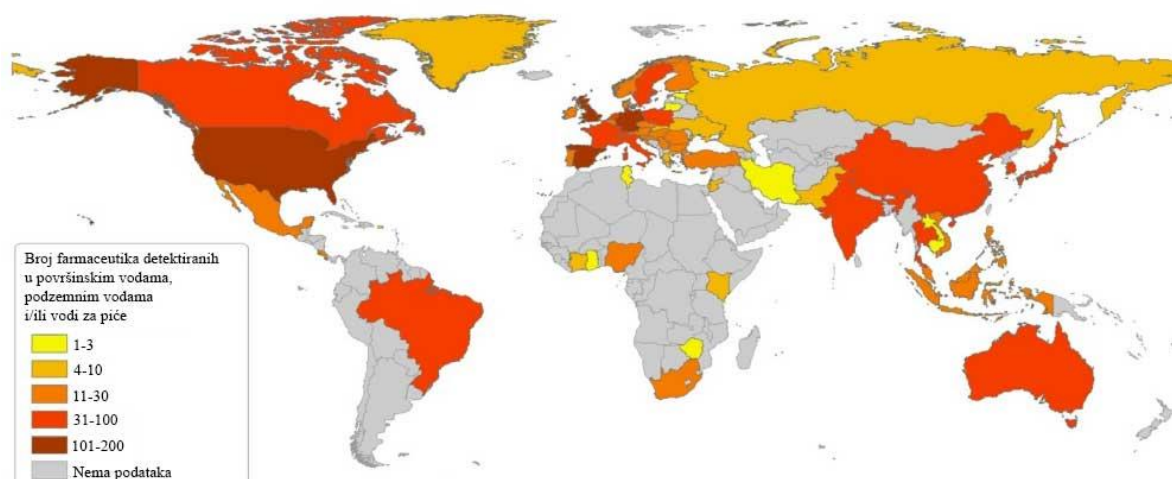 Broj farmaceutika detektiranih
u površinskim vodama,
podzemnim vodama
i/ili vodi za piće
1-3
4-10
11-30
31-100
101-200
Nema podataka